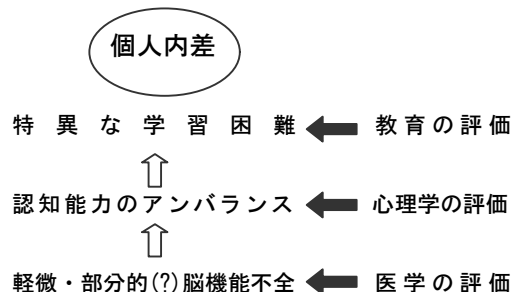 個人内差
特異な学習困難 教育の評価
認知能力のアンバランス 心理学の評価
軽微・部分的(?)脳機能不全 医学の評価